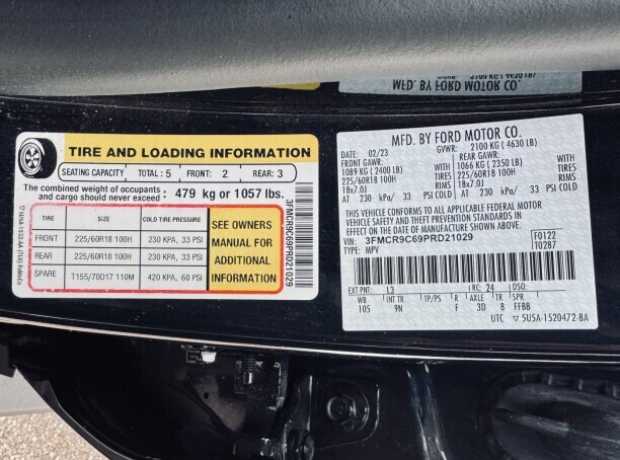 TIRE AND LOADING INFORMATION
SEATING CAPACITY TOTAL : 5 FRONT: 2 REAR: 3
The combined weight of occupants and cargo should never exceed : 479 kg or 1057 lbs.
TIRE SIZE COLD TIRE PRESSURE
FRONT 225/60R18 100H 230 KPA, 33 PSI
REAR 225/60R18 100H 230 KPA, 33 PSI
SPARE T155/70D17 110M 420 KPA, 60 PSI
SEE OWNERS
MANUAL FOR
ADDITIONAL
INFORMATION
3FMCR9C69PRD21029
MFD. BY FORD MOTOR CO.
02/23 GVWR: 2100 KG ( 4630 LB)
FRONT GAWR: REAR GAWR:
1089 KG ( 2400 LB) 1066 KG ( 2350 LB)
225/60R18 100H TIRES 225/60R18 100H TIRES
18x7.0J RIMS 18x7.0J RIMS
AT 230 kPa/ 33 PSI COLD AT 230 kPa/ 33 PSI COLD
THIS VEHICLE CONFORMS TO ALL APPLICABLE FEDERAL MOTOR
VEHICLE SAFETY AND THEFT PREVENTION STANDARDS IN
EFFECT ON THE DATE OF MANUFACTURE SHOWN ABOVE.
VIN: 3FMCR9C69PRD21029 F0122
TYPE: MPV T0287
EXT PNT: L3 RC: 24 DSO:
WB INT TR TP/PS R AXLE TR SPR
105 9N F 3D 8 FFBB
UTC 5U5A-1520472-BA
MFD. BY FORD MOTOR CO.
2100 KG ( 4630 LB)